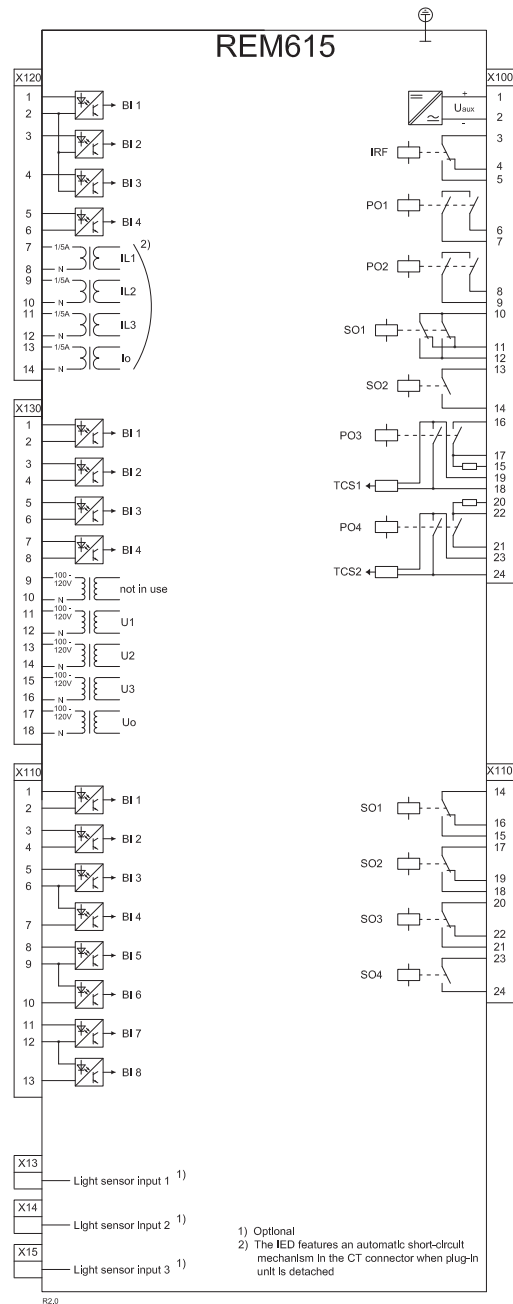 REM615
X120
1
2
BI 1
3
BI 2
4
BI 3
5
6
BI 4
7
1/5A
2)
IL1
8
N
9
1/5A
IL2
10
N
11
1/5A
IL3
12
N
13
1/5A
Io
14
N
X130
1
2
BI 1
3
4
BI 2
5
6
BI 3
7
8
BI 4
9
100 -
120V
not in use
10
N
11
100 -
120V
U1
12
N
13
100 -
120V
U2
14
N
15
100 -
120V
U3
16
N
17
100 -
120V
Uo
18
N
X110
1
2
BI 1
3
4
BI 2
5
6
BI 3
7
BI 4
8
9
BI 5
10
BI 6
11
12
BI 7
13
BI 8
X13
Light sensor input 1 1)
X14
Light sensor input 2 1)
X15
Light sensor input 3 1)
X100
+
1
Uaux
-
2
3
IRF
4
5
PO1
6
7
PO2
8
9
10
SO1
11
12
13
SO2
14
16
PO3
17
15
19
TCS1
18
20
22
PO4
21
23
TCS2
24
X110
14
SO1
16
15
17
SO2
19
18
20
SO3
22
21
23
SO4
24
1) Optional
2) The IED features an automatic short-circuit
mechanism in the CT connector when plug-in
unit is detached
R2.0